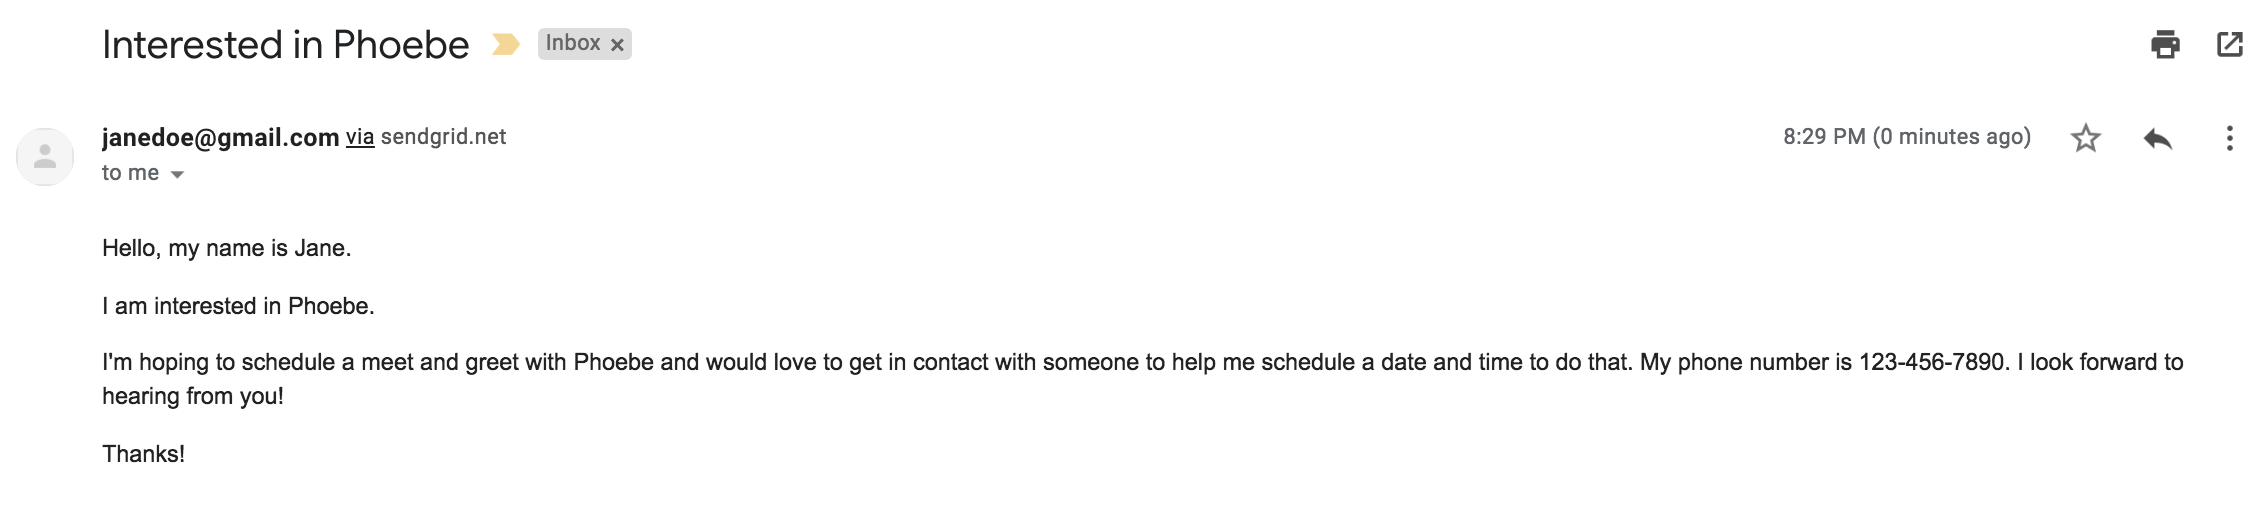 Interested in Phoebe Inbox x
janedoe@gmail.com via sendgrid.net 8:29 PM (0 minutes ago)
to me
Hello, my name is Jane.
I am interested in Phoebe.
I'm hoping to schedule a meet and greet with Phoebe and would love to get in contact with someone to help me schedule a date and time to do that. My phone number is 123-456-7890. I look forward to
hearing from you!
Thanks!